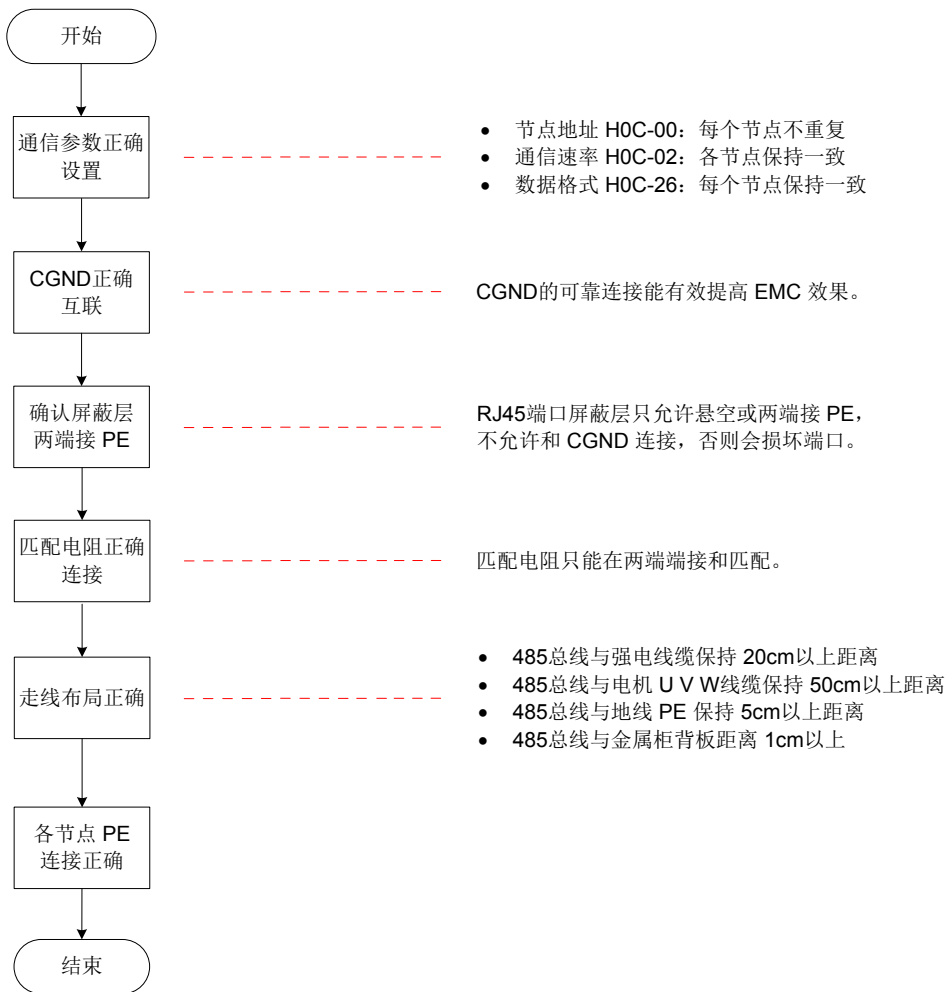 开始
通信参数正确
设置
• 节点地址 H0C-00：每个节点不重复
• 通信速率 H0C-02：各节点保持一致
• 数据格式 H0C-26：每个节点保持一致
CGND正确
互联
CGND的可靠连接能有效提高 EMC 效果。
确认屏蔽层
两端接 PE
RJ45端口屏蔽层只允许悬空或两端接 PE，
不允许和 CGND 连接，否则会损坏端口。
匹配电阻正确
连接
匹配电阻只能在两端端接和匹配。
走线布局正确
• 485总线与强电线缆保持 20cm以上距离
• 485总线与电机 U V W线缆保持 50cm以上距离
• 485总线与地线 PE 保持 5cm以上距离
• 485总线与金属柜背板距离 1cm以上
各节点 PE
连接正确
结束